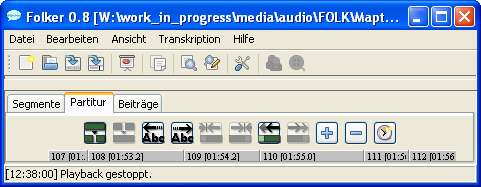 Folker 0.8 [W:\work_in_progress\media\audio\FOLK\Mapt...
Datei Bearbeiten Ansicht Transkription Hilfe
Segmente Partitur Beiträge
Abc Abc
107 [01:. 108 [01:53.2] 109 [01:54.2] 110 [01:55.0] 111 [01:5 112 [01:56
[12:38:00] Playback gestoppt.